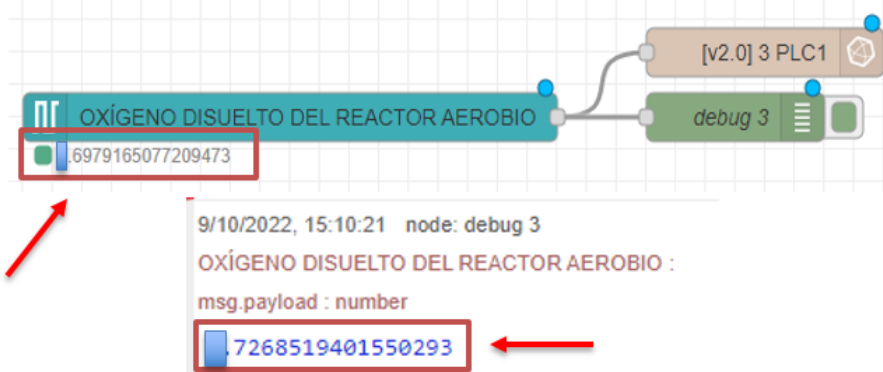 [v2.0] 3 PLC1
OXÍGENO DISUELTO DEL REACTOR AEROBIO
debug 3
.6979165077209473
9/10/2022, 15:10:21 node: debug 3
OXÍGENO DISUELTO DEL REACTOR AEROBIO :
msg.payload : number
.7268519401550293